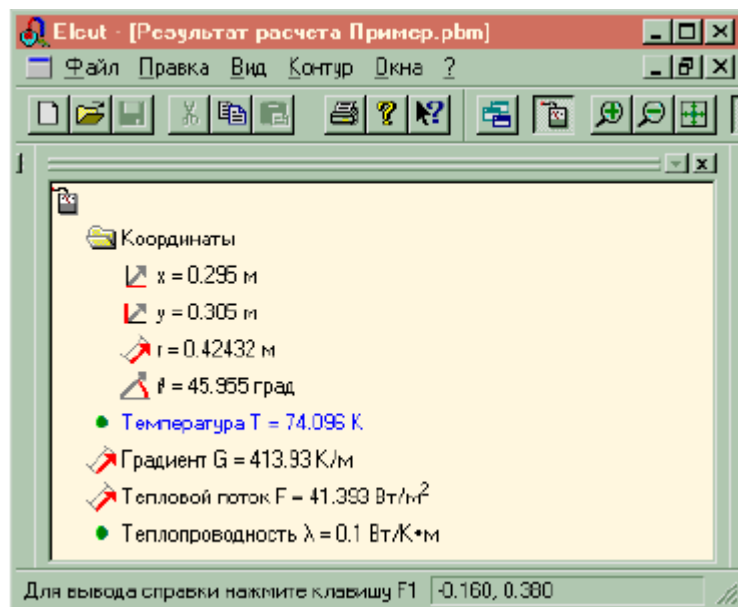 Elcut - [Результат расчета Пример.pbm]
Файл Правка Вид Контур Окна ?
Координаты
x = 0.295 м
y = 0.305 м
r = 0.42432 м
ϑ = 45.955 град
Температура T = 74.096 K
Градиент G = 413.93 K/м
Тепловой поток F = 41.393 Вт/м²
Теплопроводность λ = 0.1 Вт/K•м
Для вывода справки нажмите клавишу F1 -0.160, 0.380